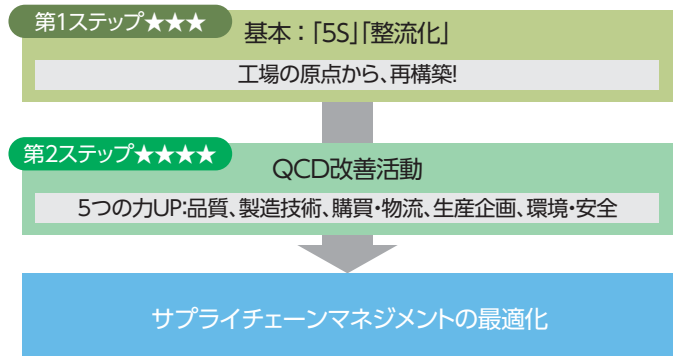 第1ステップ★★★
基本：「5S」「整流化」
工場の原点から、再構築!
第2ステップ★★★★
QCD改善活動
5つの力UP:品質、製造技術、購買・物流、生産企画、環境・安全
サプライチェーンマネジメントの最適化